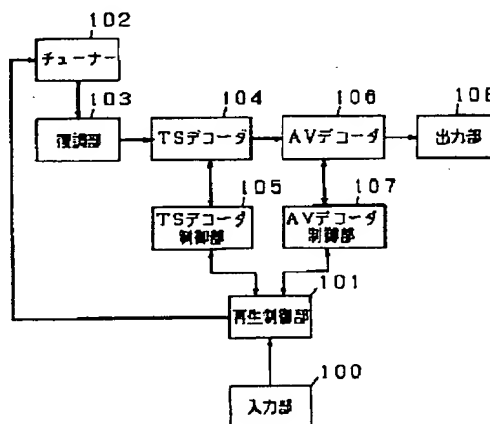 102
チューナー
103
復調部
104
TSデコーダ
106
AVデコーダ
108
出力部
105
TSデコーダ
制御部
107
AVデコーダ
制御部
101
再生制御部
100
入力部